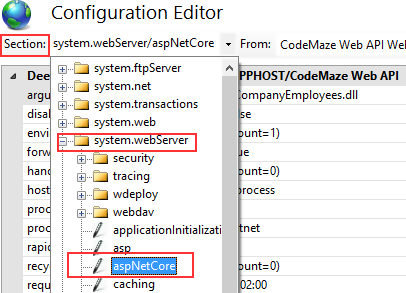 Configuration Editor
Section: system.webServer/aspNetCore From: CodeMaze Web API We
Dee PPHOST/CodeMaze Web API
system.ftpServer
argu ompanyEmployees.dll
system.net
disal se
system.transactions
envi ount=1)
system.web
forw ue
system.webServer
hand ount=0)
security
host process
tracing
proc
wdeploy
proc tnet
webdav
rapi
applicationInitializati
asp
recy ount=0)
aspNetCore
requ 02:00
caching